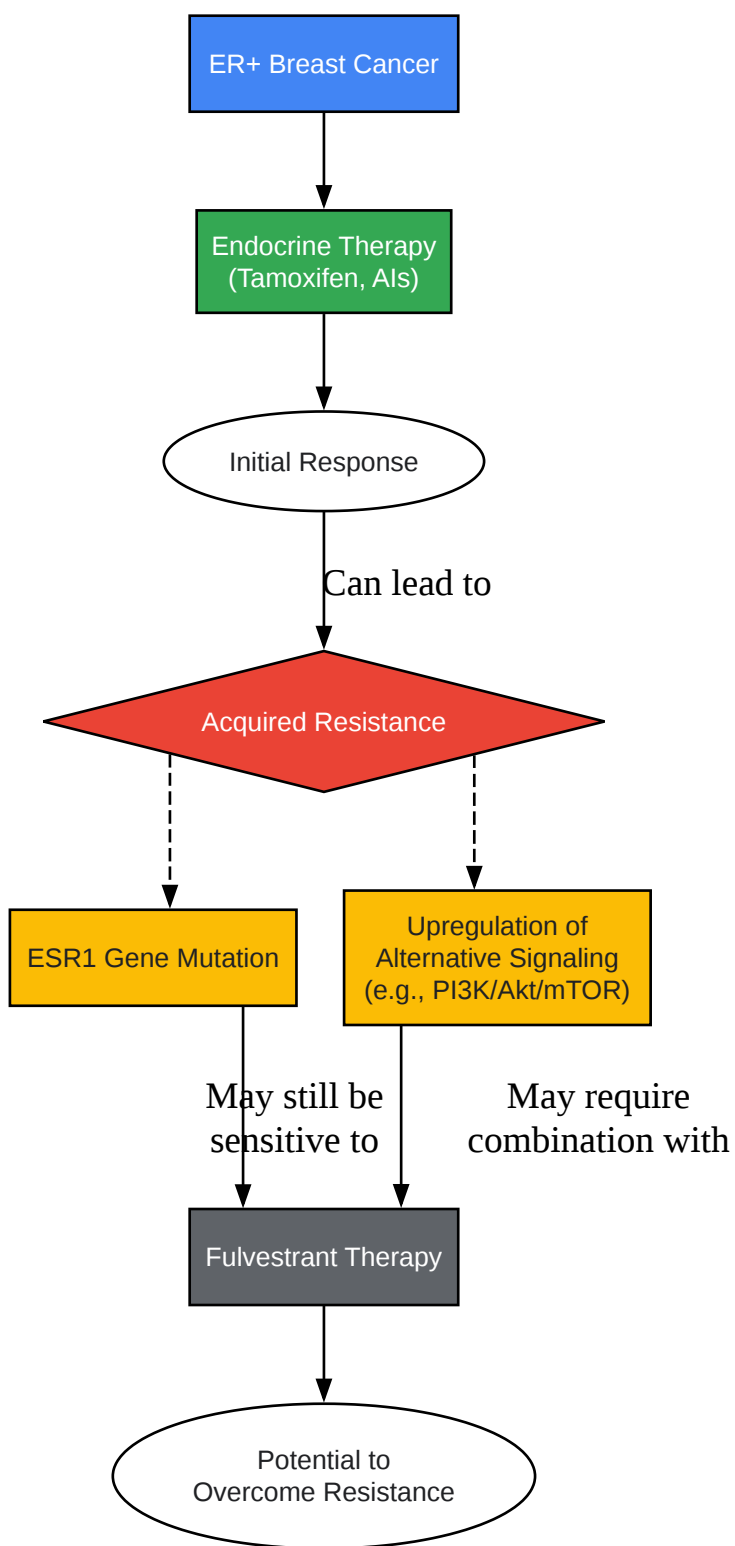 ER+ Breast Cancer
Endocrine Therapy
(Tamoxifen, AIs)
Initial Response
Can lead to
Acquired Resistance
ESR1 Gene Mutation
Upregulation of
Alternative Signaling
(e.g., PI3K/Akt/mTOR)
May still be
sensitive to
May require
combination with
Fulvestrant Therapy
Potential to
Overcome Resistance